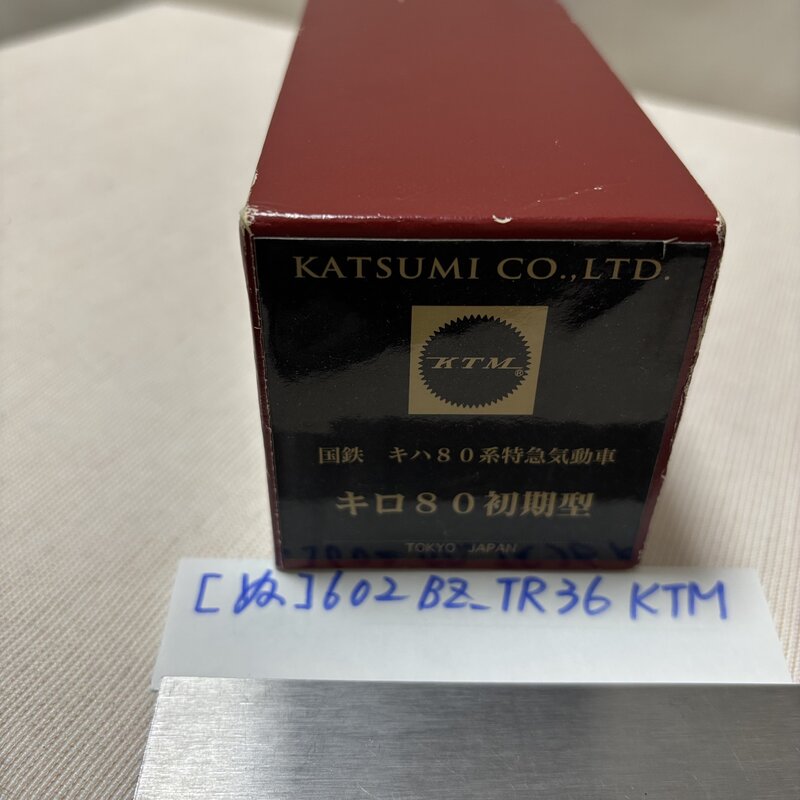 KATSUMI CO.,LTD.
KTM®
国鉄 キハ80系特急気動車
キロ80初期型
TOKYO JAPAN
[ぬ]602 BZ_TR36 KTM